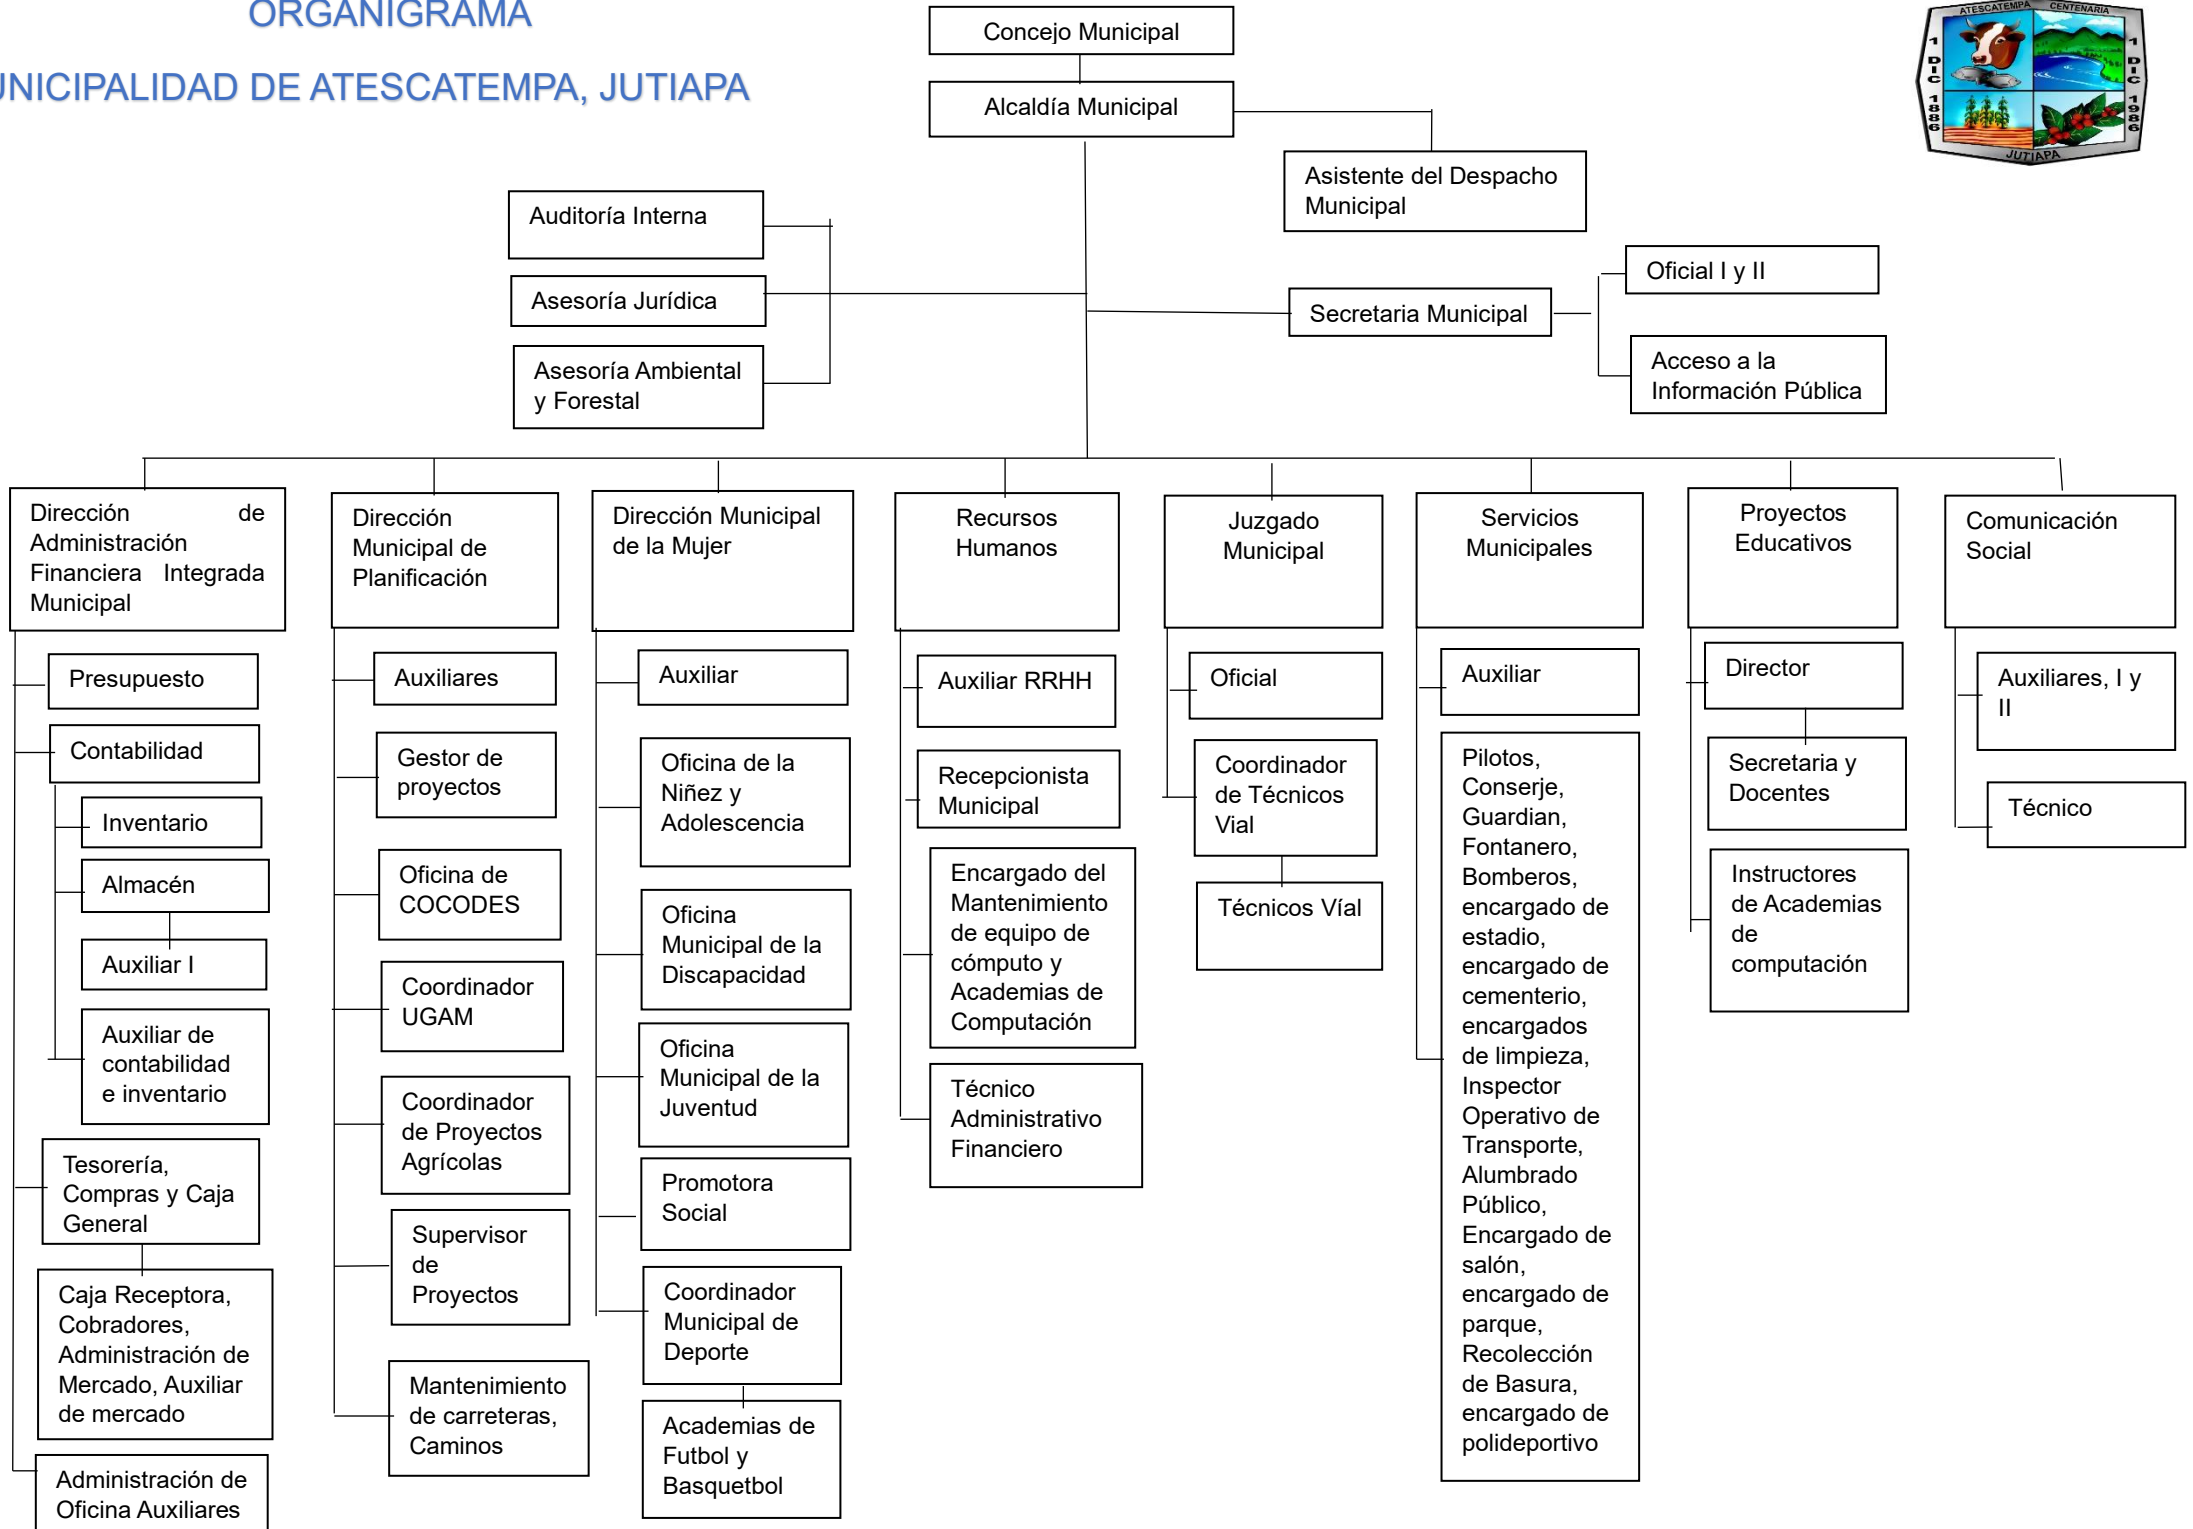 ORGANIGRAMA
UNICIPALIDAD DE ATESCATEMPA, JUTIAPA
Concejo Municipal
Alcaldía Municipal
Asistente del Despacho
Municipal
ATESCATEMPA CENTENARIA
1 DIC 1886
1 DIC 1986
JUTIAPA
Auditoría Interna
Asesoría Jurídica
Asesoría Ambiental
y Forestal
Secretaria Municipal
Oficial I y II
Acceso a la
Información Pública
Dirección de
Administración
Financiera Integrada
Municipal
Presupuesto
Contabilidad
Inventario
Almacén
Auxiliar I
Auxiliar de
contabilidad
e inventario
Tesorería,
Compras y Caja
General
Caja Receptora,
Cobradores,
Administración de
Mercado, Auxiliar
de mercado
Administración de
Oficina Auxiliares
Dirección
Municipal de
Planificación
Auxiliares
Gestor de
proyectos
Oficina de
COCODES
Coordinador
UGAM
Coordinador
de Proyectos
Agrícolas
Supervisor
de
Proyectos
Mantenimiento
de carreteras,
Caminos
Dirección Municipal
de la Mujer
Auxiliar
Oficina de la
Niñez y
Adolescencia
Oficina
Municipal de la
Discapacidad
Oficina
Municipal de la
Juventud
Promotora
Social
Coordinador
Municipal de
Deporte
Academias de
Futbol y
Basquetbol
Recursos
Humanos
Auxiliar RRHH
Recepcionista
Municipal
Encargado del
Mantenimiento
de equipo de
cómputo y
Academias de
Computación
Técnico
Administrativo
Financiero
Juzgado
Municipal
Oficial
Coordinador
de Técnicos
Vial
Técnicos Víal
Servicios
Municipales
Auxiliar
Pilotos,
Conserje,
Guardian,
Fontanero,
Bomberos,
encargado de
estadio,
encargado de
cementerio,
encargados
de limpieza,
Inspector
Operativo de
Transporte,
Alumbrado
Público,
Encargado de
salón,
encargado de
parque,
Recolección
de Basura,
encargado de
polideportivo
Proyectos
Educativos
Director
Secretaria y
Docentes
Instructores
de Academias
de
computación
Comunicación
Social
Auxiliares, I y
II
Técnico